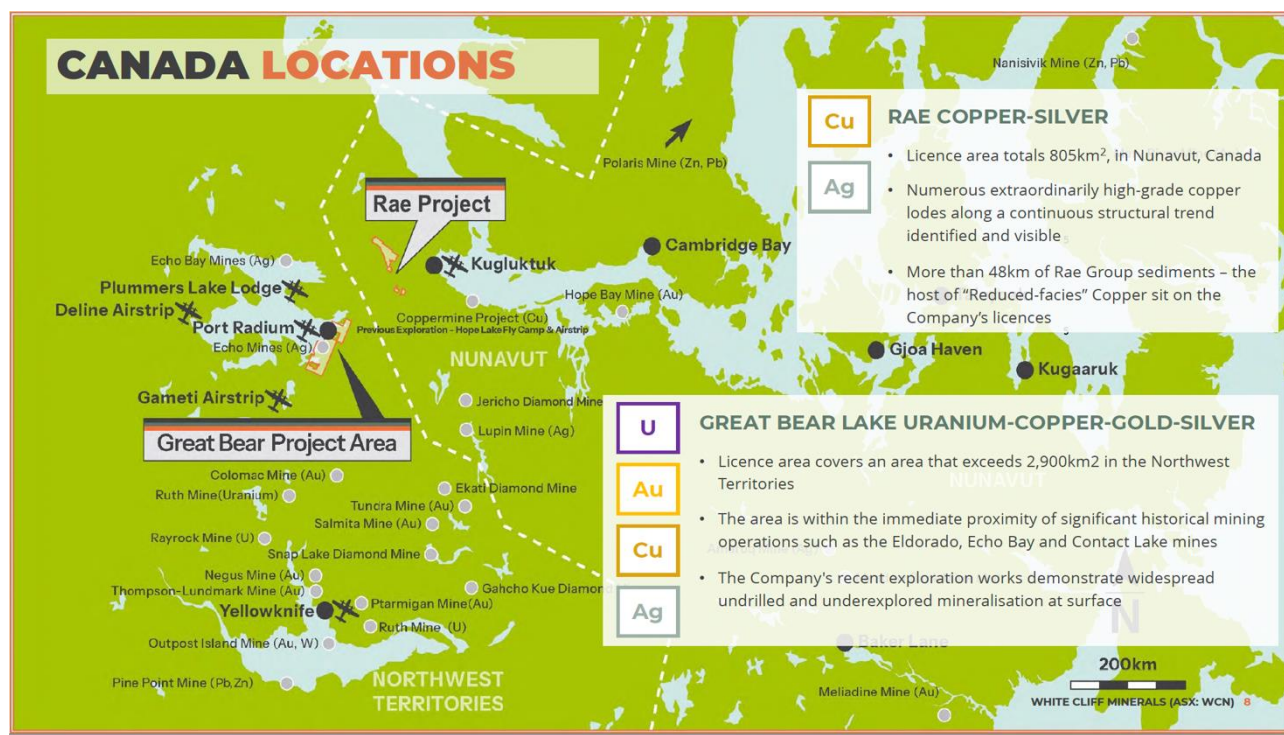 CANADA LOCATIONS
Nanisivik Mine (Zn, Pb)
Polaris Mine (Zn, Pb)
Cu
Ag
RAE COPPER-SILVER
• Licence area totals 805km², in Nunavut, Canada
• Numerous extraordinarily high-grade copper
lodes along a continuous structural trend
identified and visible
• More than 48km of Rae Group sediments – the
host of “Reduced-facies” Copper sit on the
Company’s licences
Rae Project
Cambridge Bay
Echo Bay Mines (Ag)
Kugluktuk
Plummers Lake Lodge
Hope Bay Mine (Au)
Deline Airstrip
Coppermine Project (Cu)
Previous Exploration - Hope Lake Fly Camp & Airstrip
Port Radium
Echo Mines (Ag)
NUNAVUT
Gjoa Haven
Kugaaruk
Gameti Airstrip
Jericho Diamond Mine
Lupin Mine (Ag)
Great Bear Project Area
U
Au
Cu
Ag
GREAT BEAR LAKE URANIUM-COPPER-GOLD-SILVER
• Licence area covers an area that exceeds 2,900km2 in the Northwest
Territories
• The area is within the immediate proximity of significant historical mining
operations such as the Eldorado, Echo Bay and Contact Lake mines
• The Company's recent exploration works demonstrate widespread
undrilled and underexplored mineralisation at surface
NUNAVUT
Colomac Mine (Au)
Ruth Mine(Uranium)
Ekati Diamond Mine
Tundra Mine (Au)
Salmita Mine (Au)
Rayrock Mine (U)
Snap Lake Diamond Mine
Negus Mine (Au)
Thompson-Lundmark Mine (Au)
Gahcho Kue Diamond
Yellowknife
Ptarmigan Mine(Au)
Ruth Mine (U)
Outpost Island Mine (Au, W)
N
Baker Lane
Pine Point Mine (Pb,Zn)
NORTHWEST
TERRITORIES
Meliadine Mine (Au)
200km
WHITE CLIFF MINERALS (ASX: WCN) 8